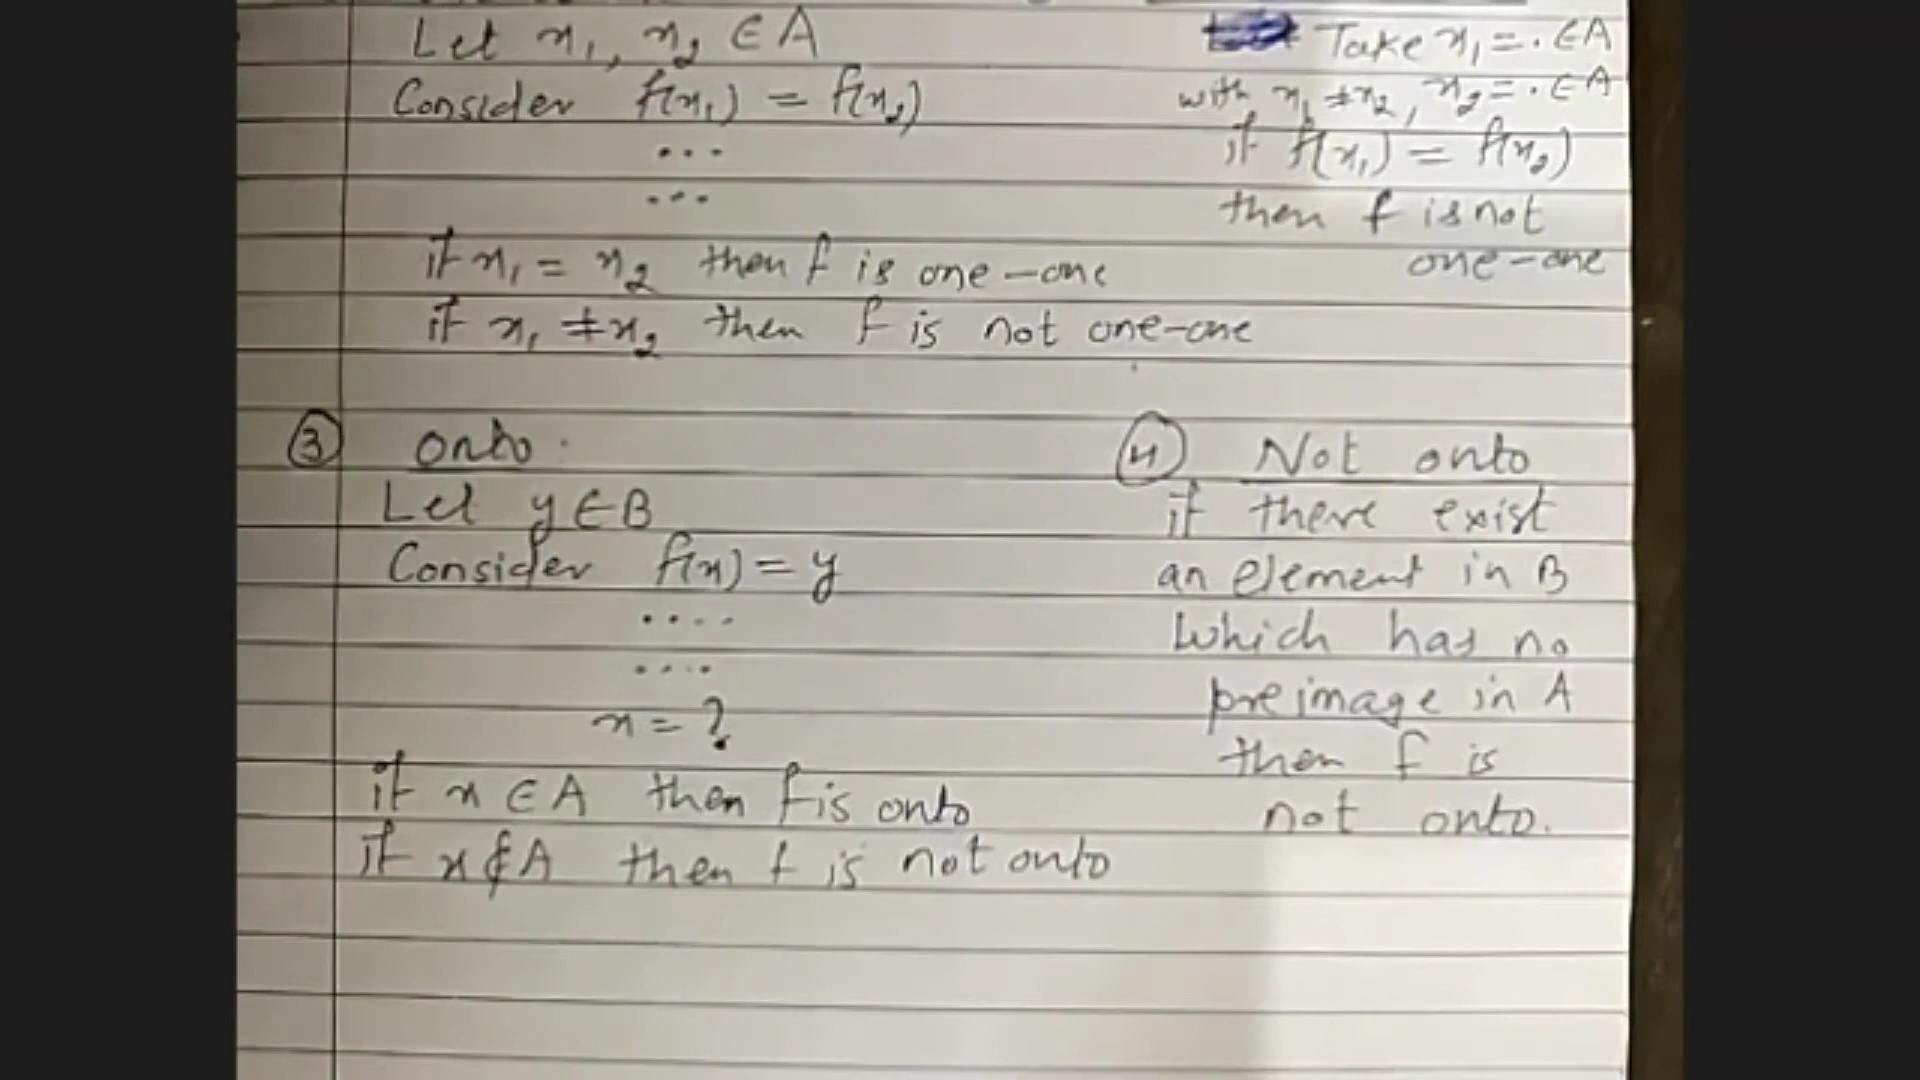 Let x₁, x₂ ∈ A
Consider f(x₁) = f(x₂)
...
...
if x₁ = x₂ then f is one-one
if x₁ ≠ x₂ then f is not one-one
Take x₁ = . ∈ A
with x₁ ≠ x₂, x₂ = . ∈ A
if f(x₁) = f(x₂)
then f is not
one-one
③ onto:
Let y ∈ B
Consider f(x) = y
....
....
x = ?
if x ∈ A then f is onto
if x ∉ A then f is not onto
④ Not onto
if there exist
an element in B
which has no
preimage in A
then f is
not onto.